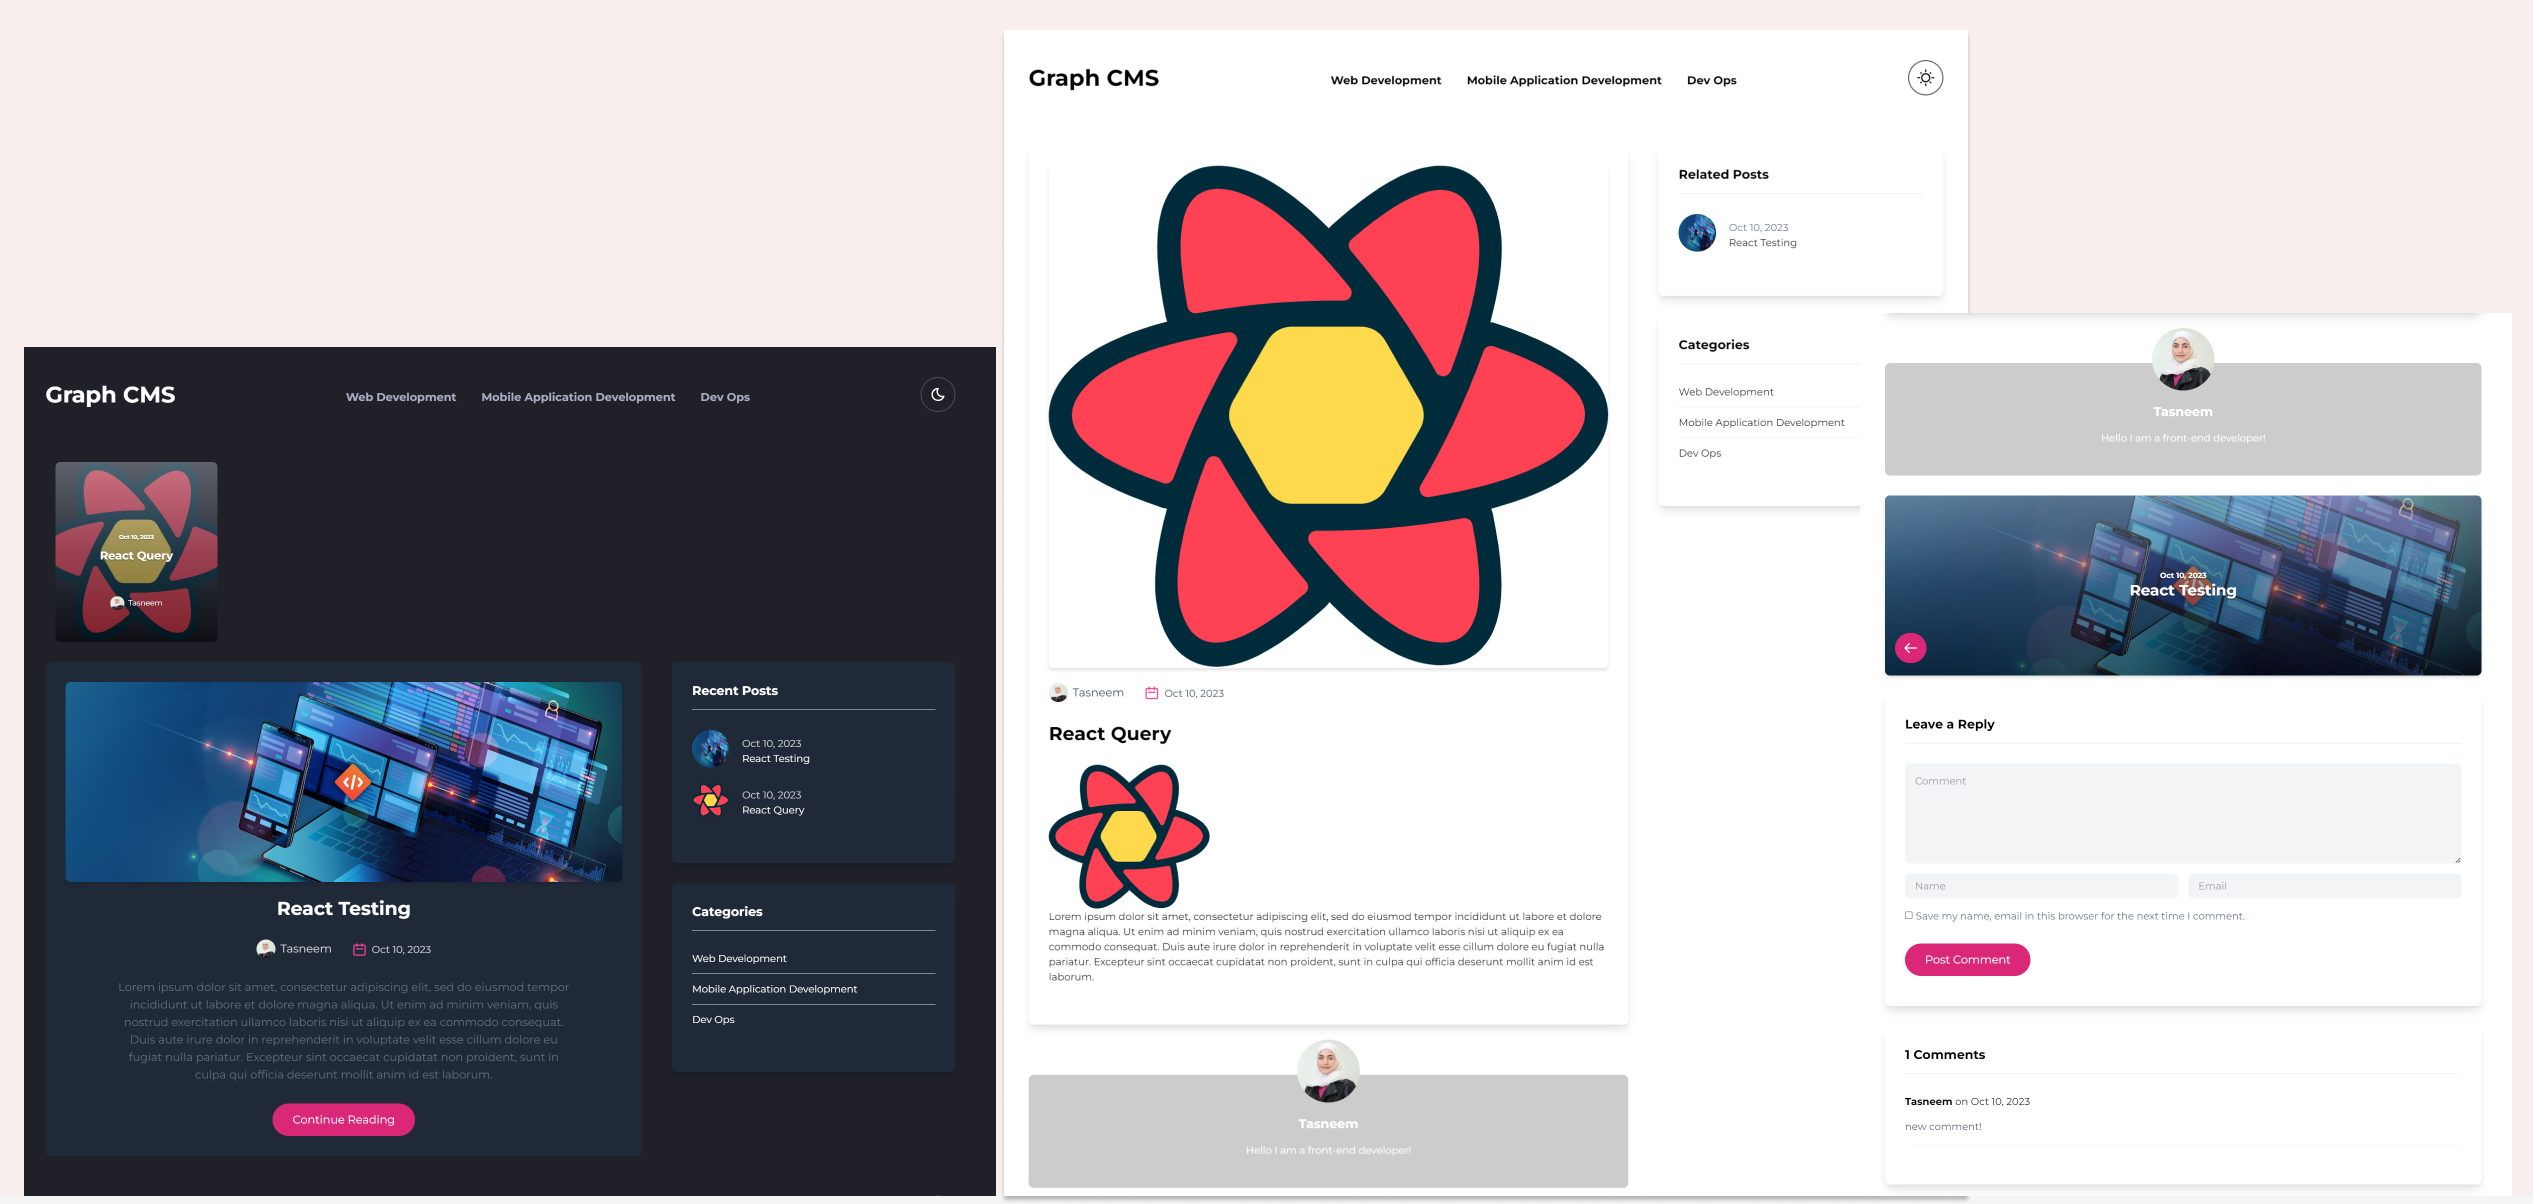 Graph CMS
Web Development
Mobile Application Development
Dev Ops
Oct 10, 2023
React Query
Tasneem
React Testing
Tasneem
Oct 10, 2023
Lorem ipsum dolor sit amet, consectetur adipiscing elit, sed do eiusmod tempor
incididunt ut labore et dolore magna aliqua. Ut enim ad minim veniam, quis
nostrud exercitation ullamco laboris nisi ut aliquip ex ea commodo consequat.
Duis aute irure dolor in reprehenderit in voluptate velit esse cillum dolore eu
fugiat nulla pariatur. Excepteur sint occaecat cupidatat non proident, sunt in
culpa qui officia deserunt mollit anim id est laborum.
Continue Reading
Recent Posts
Oct 10, 2023
React Testing
Oct 10, 2023
React Query
Categories
Web Development
Mobile Application Development
Dev Ops
Graph CMS
Web Development
Mobile Application Development
Dev Ops
Tasneem
Oct 10, 2023
React Query
Lorem ipsum dolor sit amet, consectetur adipiscing elit, sed do eiusmod tempor incididunt ut labore et dolore
magna aliqua. Ut enim ad minim veniam, quis nostrud exercitation ullamco laboris nisi ut aliquip ex ea
commodo consequat. Duis aute irure dolor in reprehenderit in voluptate velit esse cillum dolore eu fugiat nulla
pariatur. Excepteur sint occaecat cupidatat non proident, sunt in culpa qui officia deserunt mollit anim id est
laborum.
Tasneem
Hello I am a front-end developer!
Related Posts
Oct 10, 2023
React Testing
Categories
Web Development
Mobile Application Development
Dev Ops
Tasneem
Hello I am a front-end developer!
Oct 10, 2023
React Testing
Leave a Reply
Comment
Name
Email
Save my name, email in this browser for the next time I comment.
Post Comment
1 Comments
Tasneem on Oct 10, 2023
new comment!